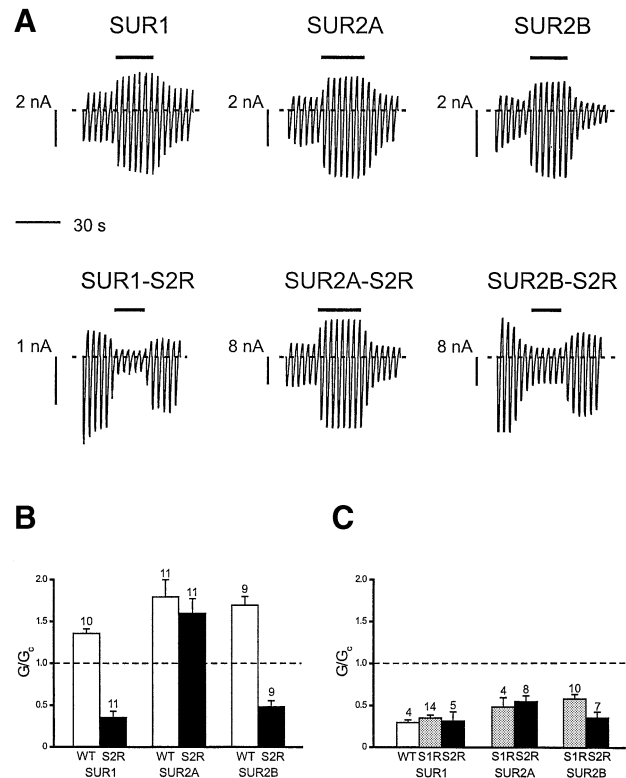 A
SUR1 SUR2A SUR2B
2 nA 2 nA 2 nA
30 s
SUR1-S2R SUR2A-S2R SUR2B-S2R
1 nA 8 nA 8 nA
B
2.0
1.5
1.0
0.5
0
G/Gc
10 11 11 11 9 9
WT S2R WT S2R WT S2R
SUR1 SUR2A SUR2B
C
2.0
1.5
1.0
0.5
0
G/Gc
4 14 5 4 8 10 7
WT S1R S2R S1R S2R S1R S2R
SUR1 SUR2A SUR2B